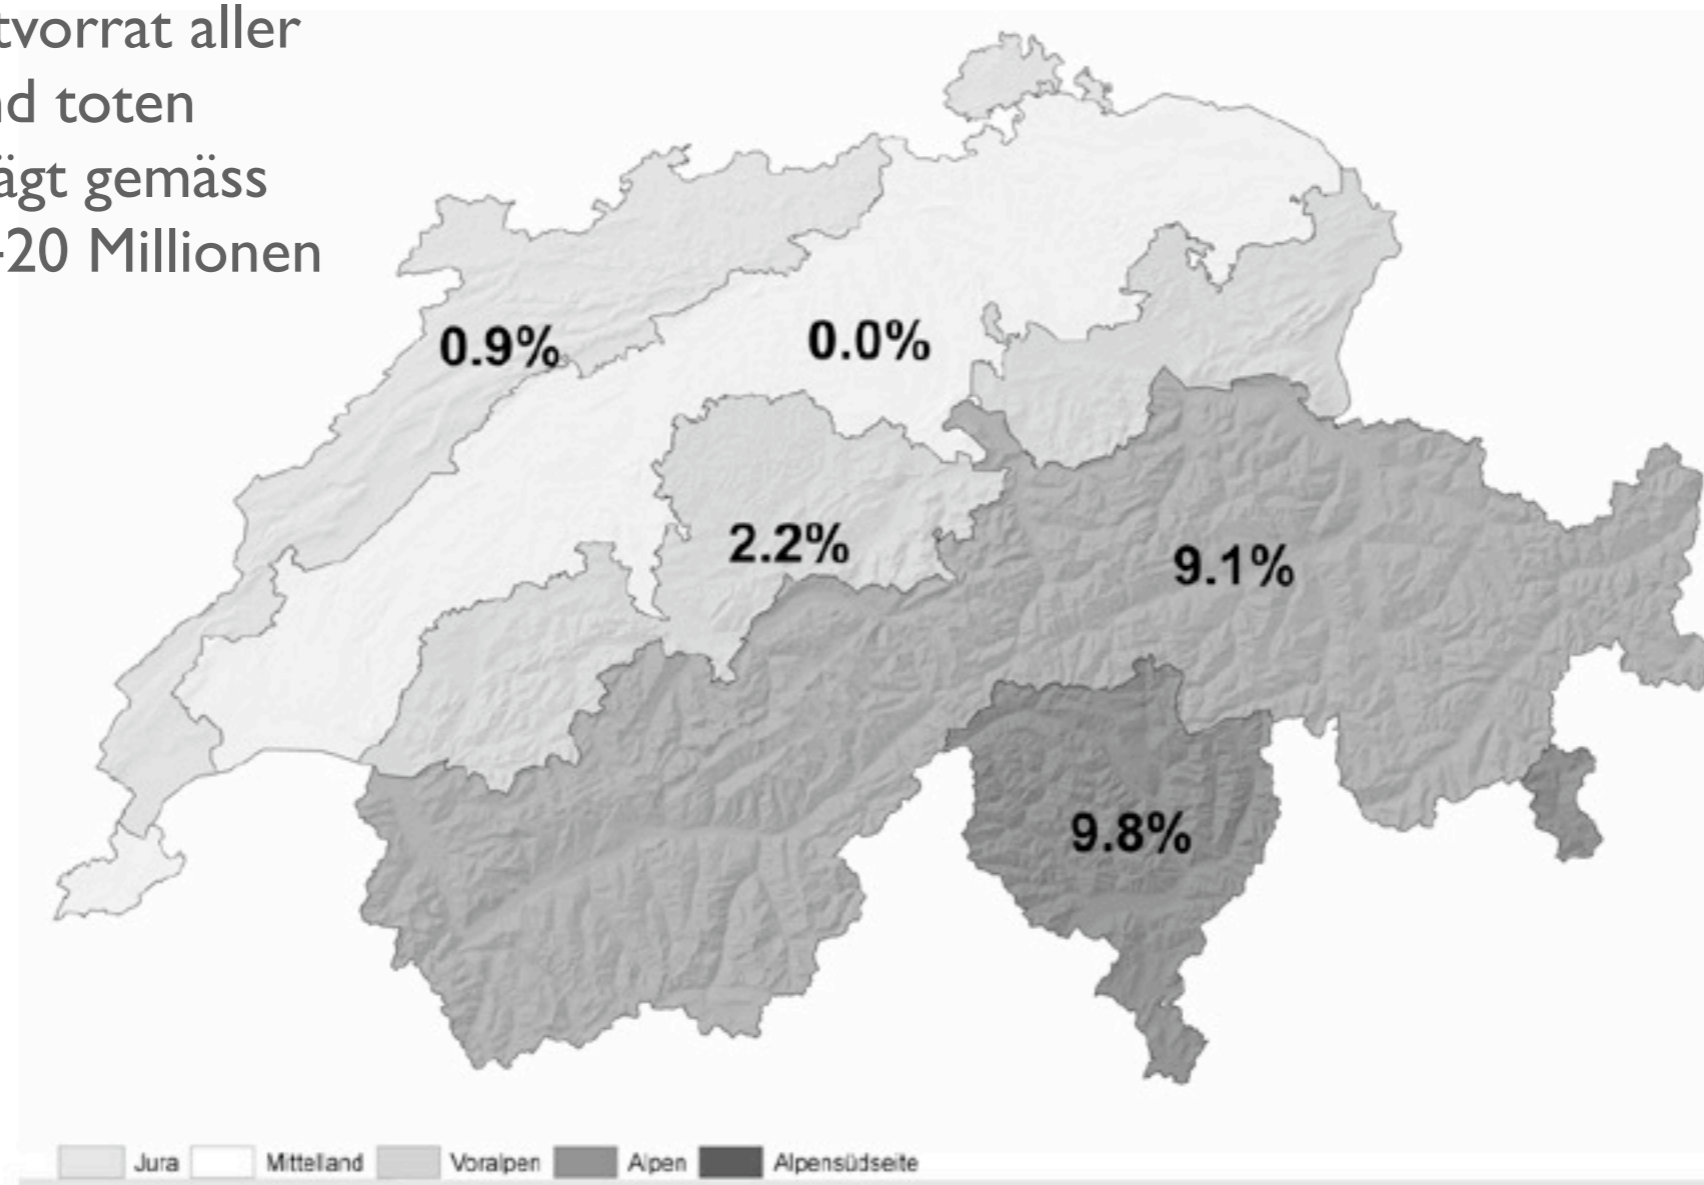 tvorrat aller
nd toten
ägt gemäss
-20 Millionen
0.9%
0.0%
2.2%
9.1%
9.8%
Jura Mittelland Voralpen Alpen Alpensüdseite